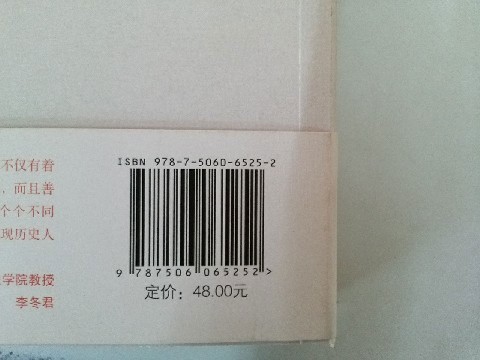 不仅有着
，而且善
个个不同
现历史人
学院教授
李冬君
ISBN 978-7-5060-6525-2
9 787506 065252 >
定价：48.00元